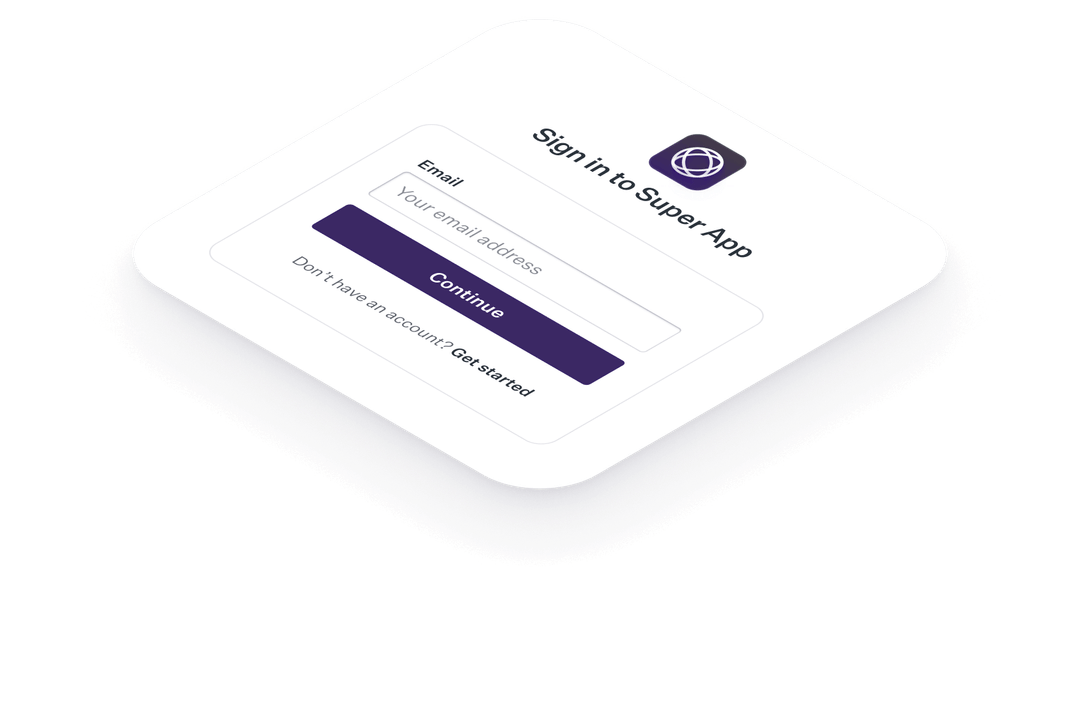 Sign in to Super App
Email
Your email address
Continue
Don't have an account? Get started